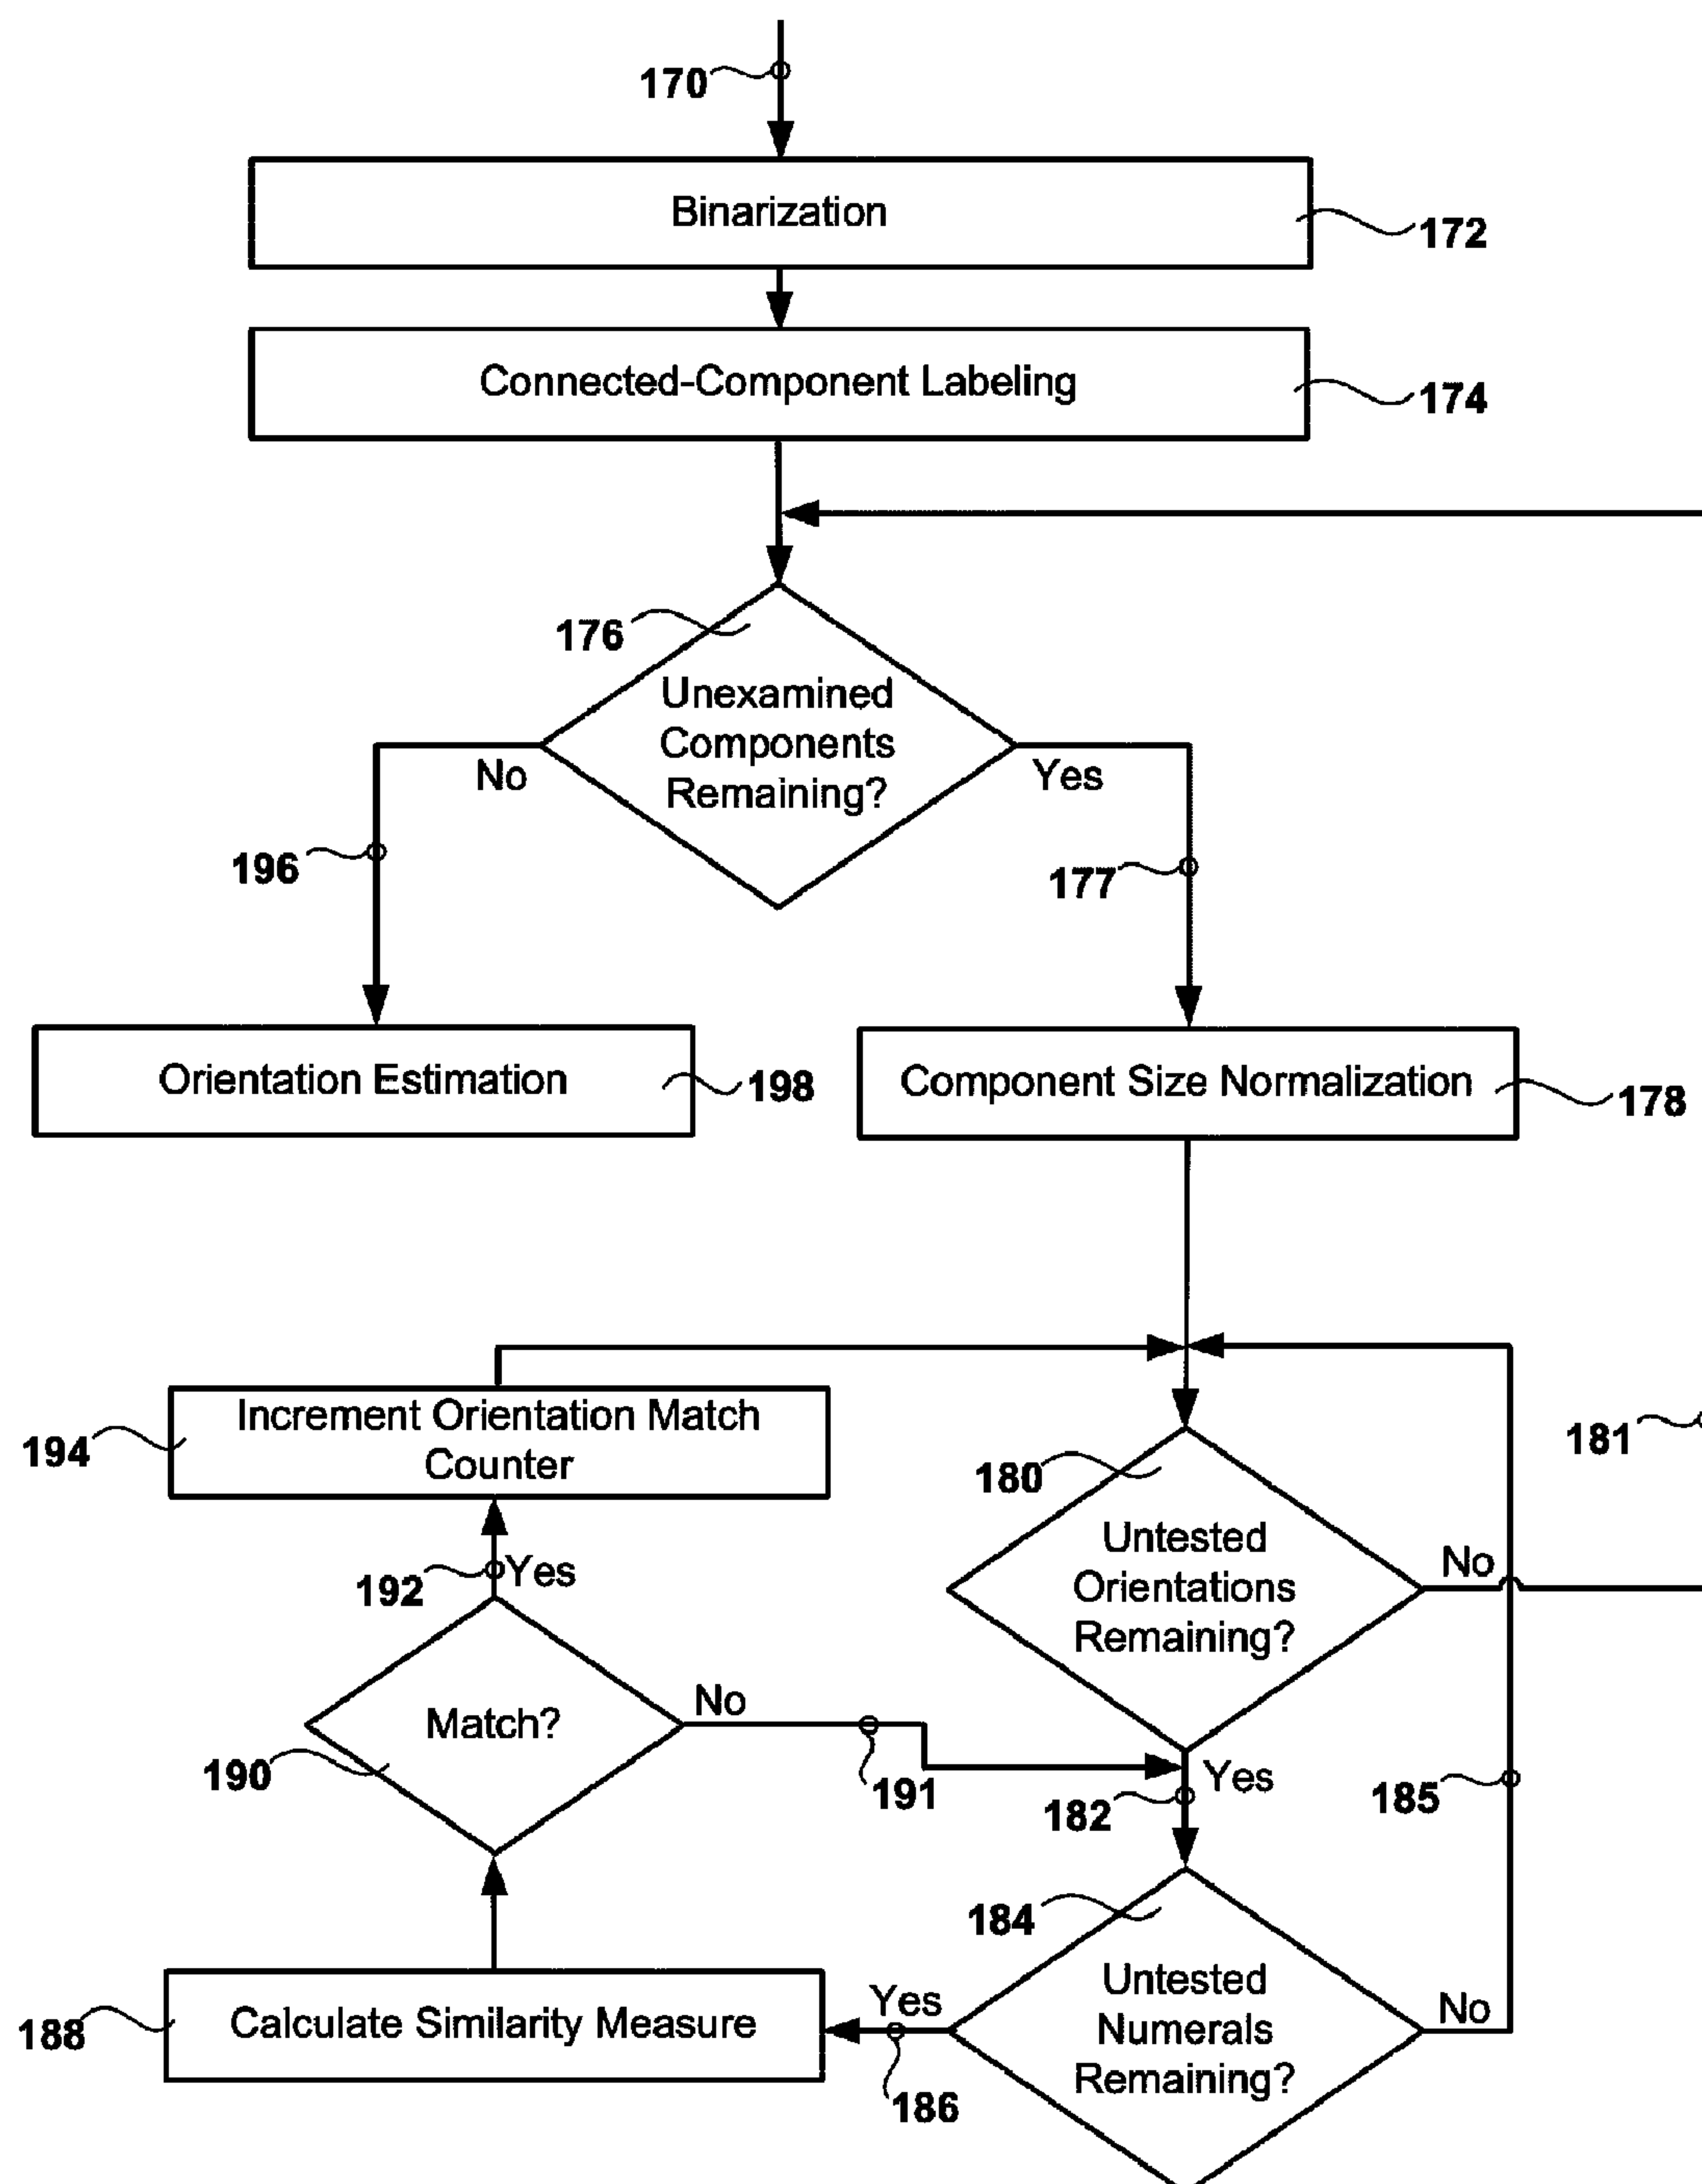 170
Binarization
172
Connected-Component Labeling
174
176
Unexamined
Components
Remaining?
No
Yes
196
177
Orientation Estimation
198
Component Size Normalization
178
Increment Orientation Match
Counter
194
180
181
Untested
Orientations
Remaining?
No
192
Yes
Match?
No
190
191
Yes
182
185
184
Untested
Numerals
Remaining?
No
Yes
Calculate Similarity Measure
188
186